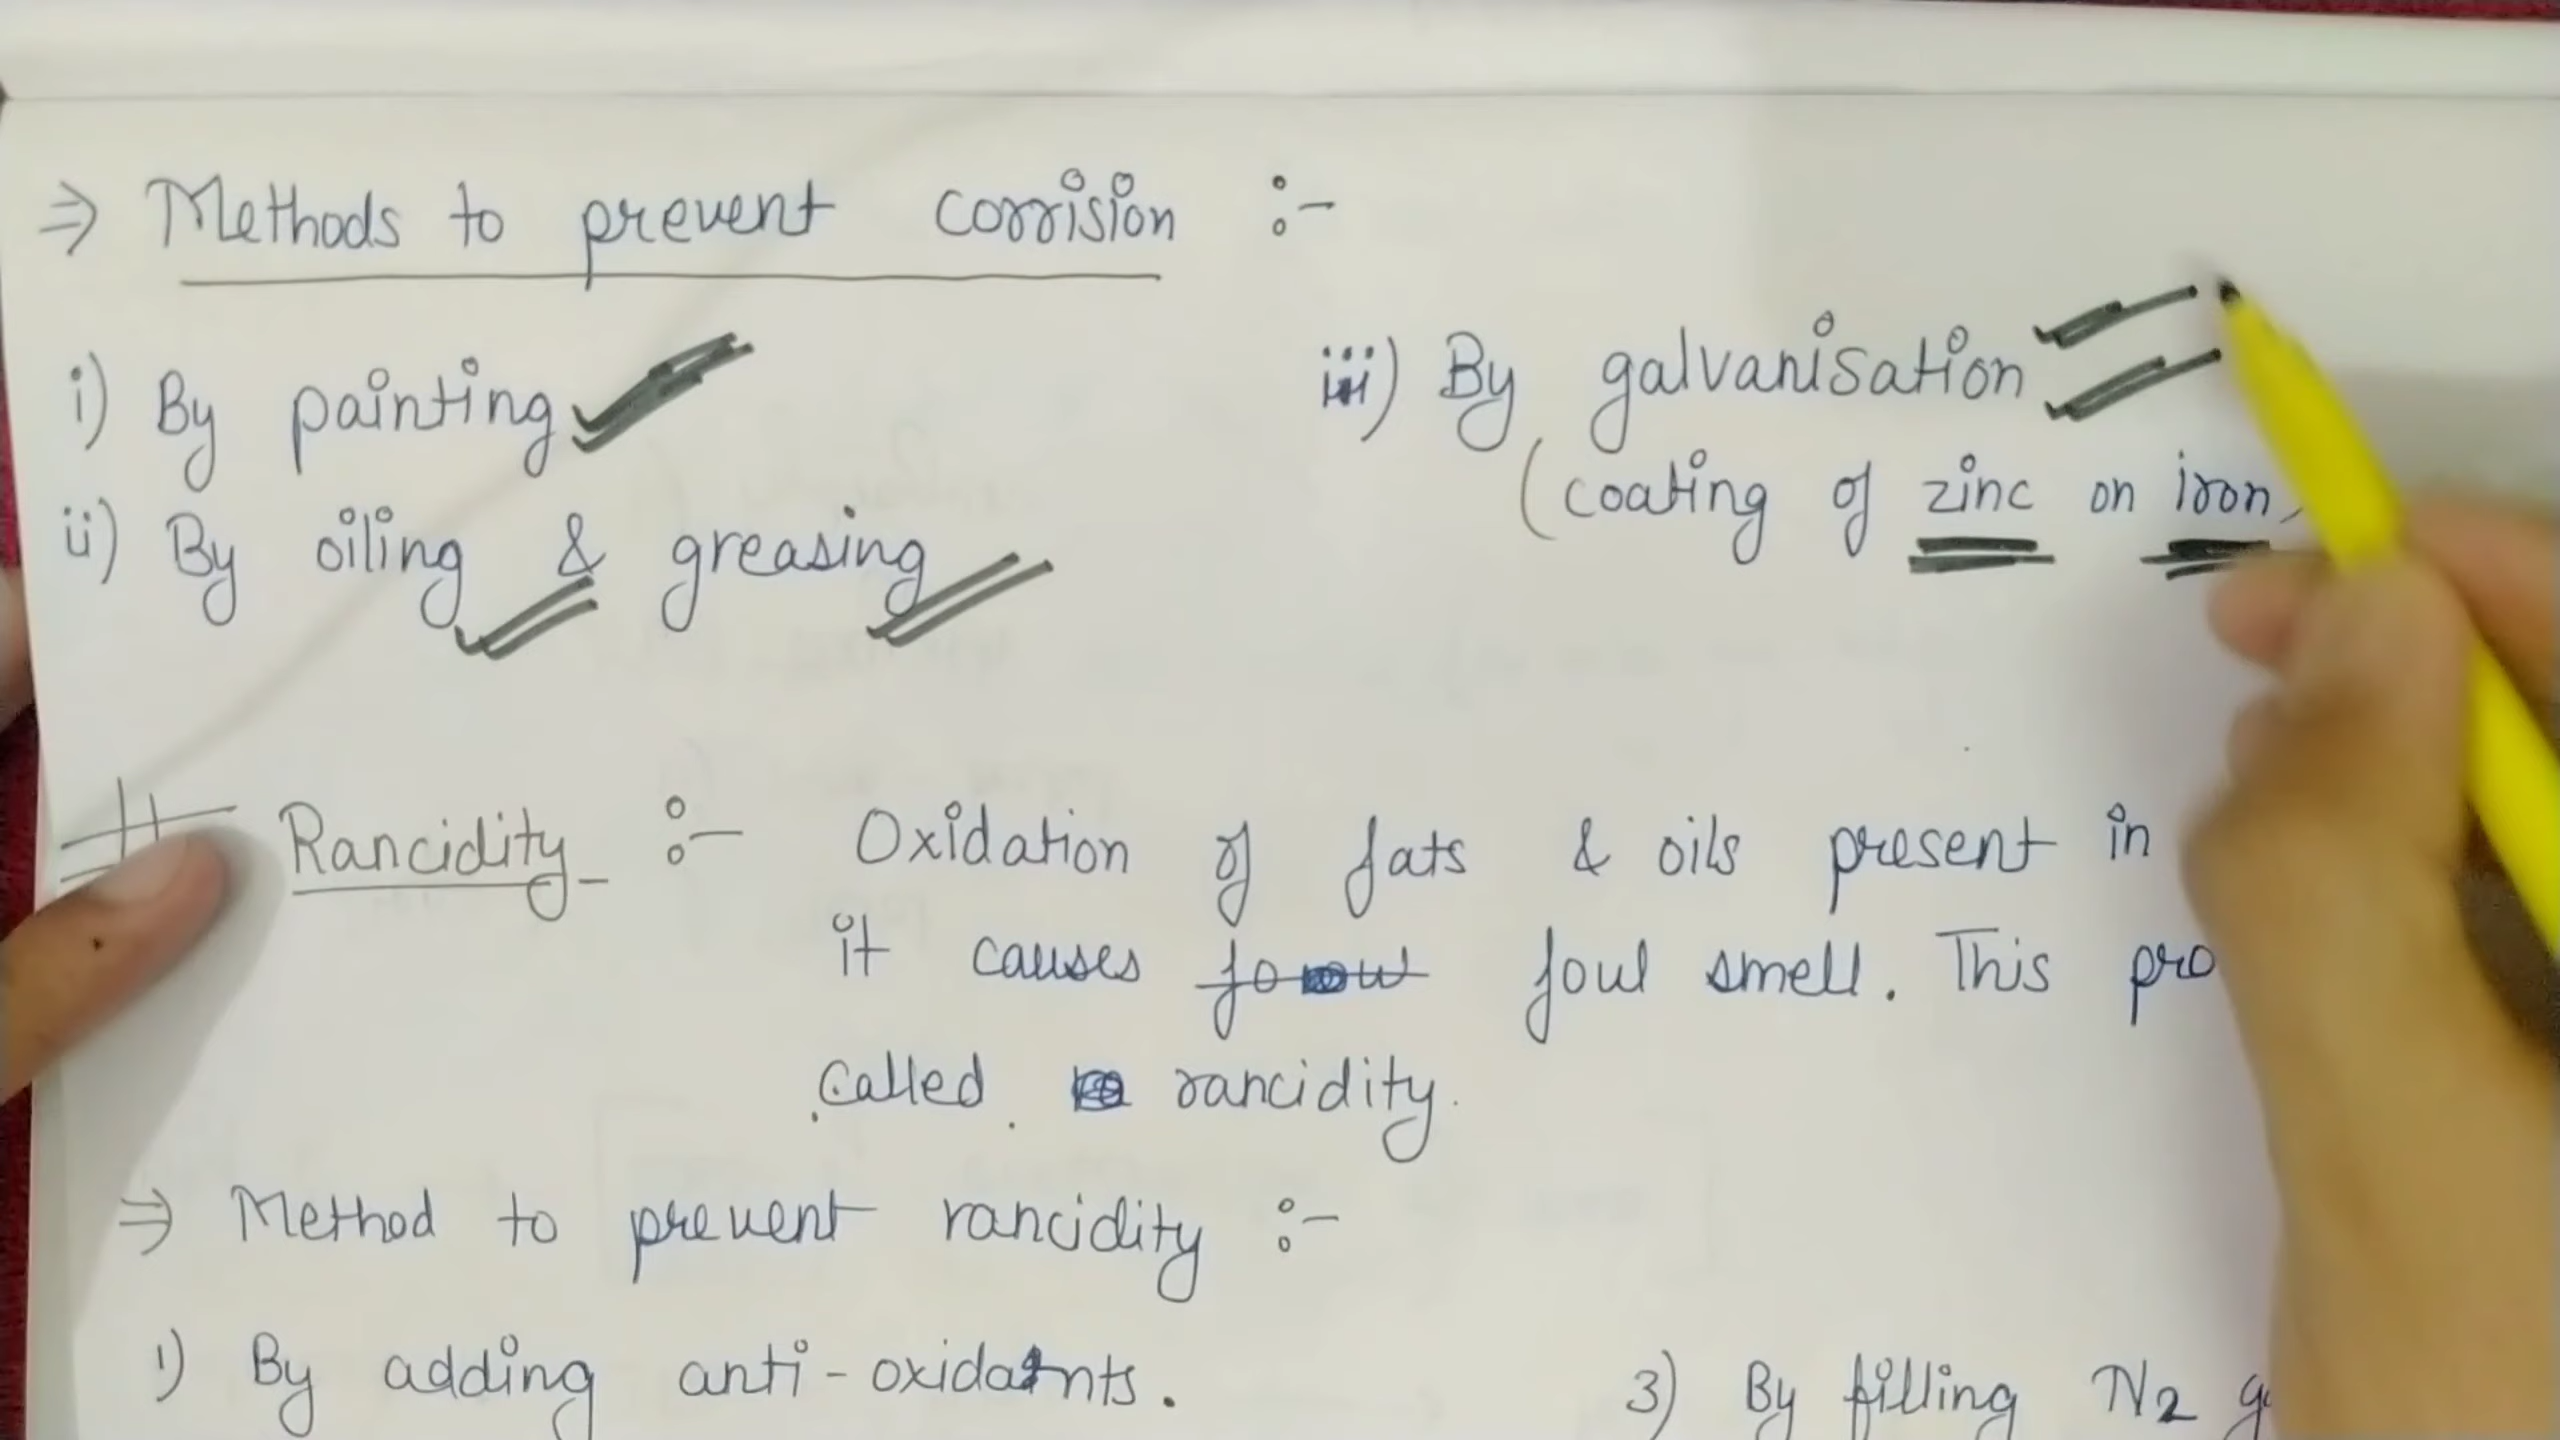 ⇒ Methods to prevent corrision :-
i) By painting
ii) By oiling & greasing
iii) By galvanisation
(coating of zinc on iron)
# Rancidity :- Oxidation of fats & oils present in
it causes foul smell. This
called rancidity.
⇒ Method to prevent rancidity :-
1) By adding anti-oxidants.
3) By filling N2